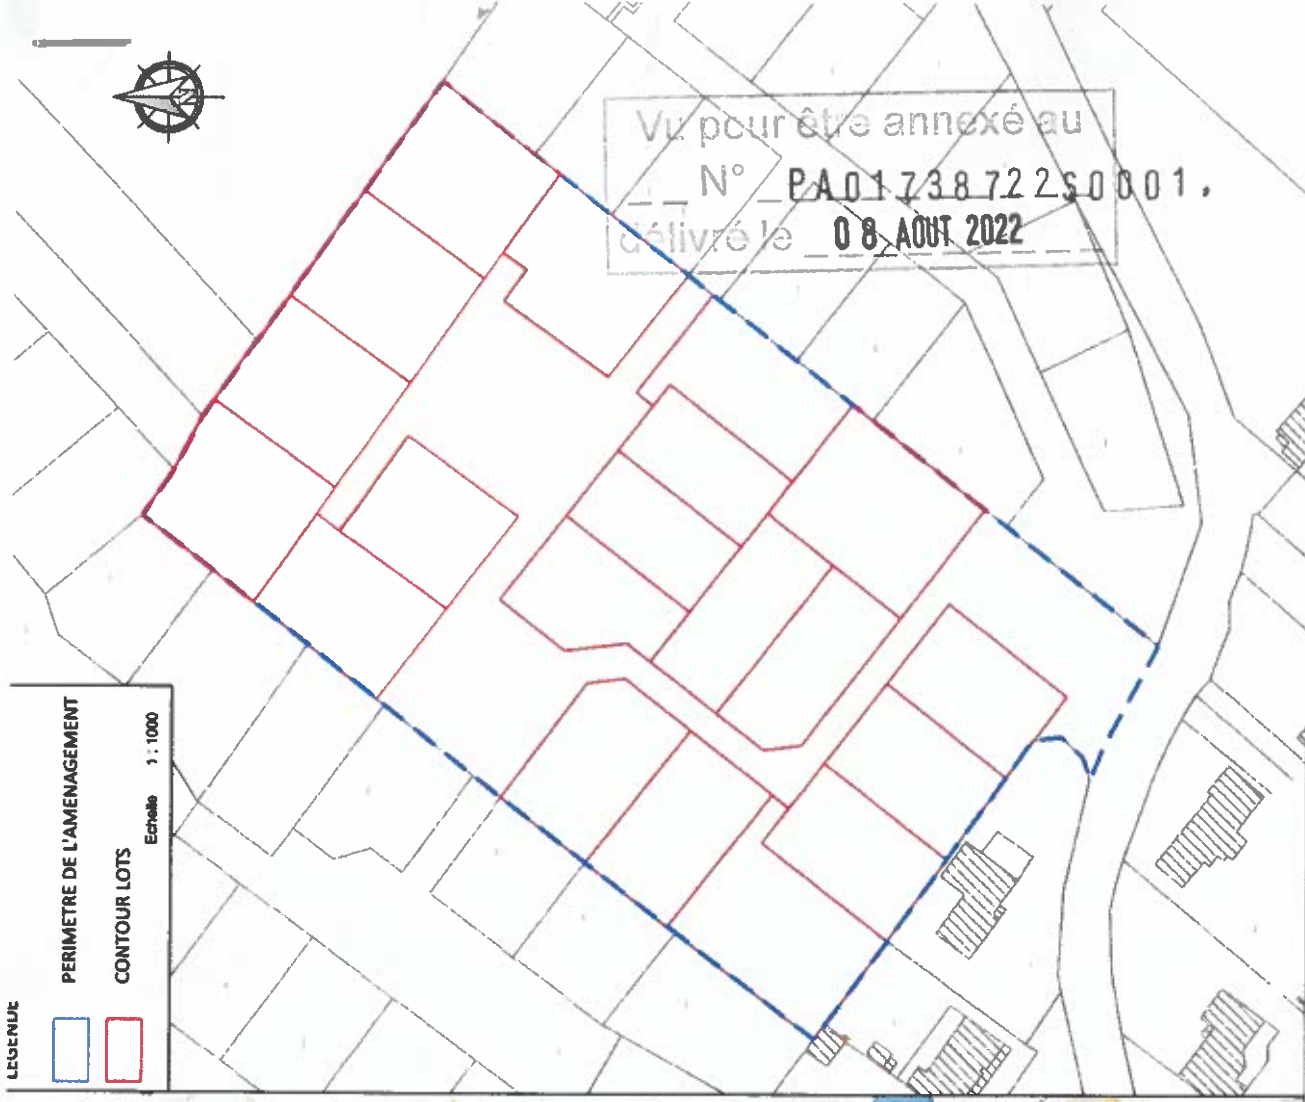 N
Vu pour être annexé au
N° PA01738722S0001.
délivré le 08 AOUT 2022
LEGENDE
PERIMETRE DE L'AMENAGEMENT
CONTOUR LOTS
Echelle 1 : 1000